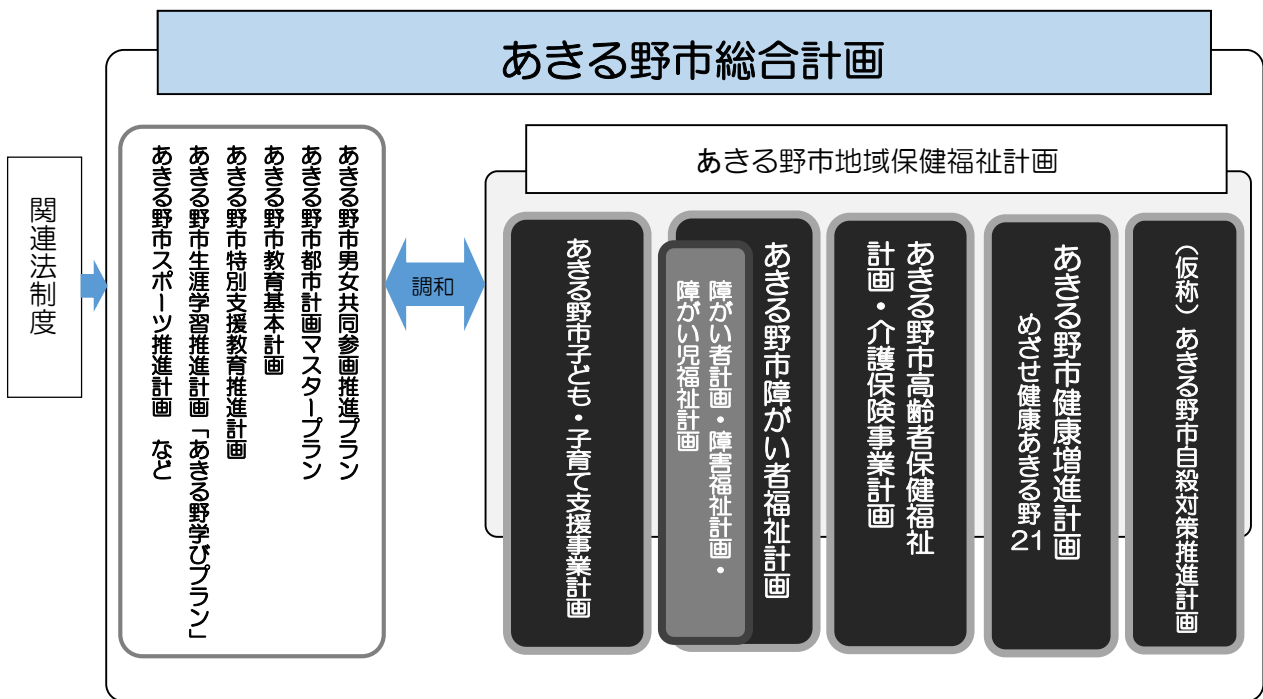 あきる野市総合計画
関連法制度
あきる野市男女共同参画推進プラン
あきる野市都市計画マスタープラン
あきる野市教育基本計画
あきる野市特別支援教育推進計画
あきる野市生涯学習推進計画「あきる野学びプラン」
あきる野市スポーツ推進計画　など
調和
あきる野市地域保健福祉計画
（仮称）あきる野市自殺対策推進計画
あきる野市健康増進計画
めざせ健康あきる野21
あきる野市高齢者保健福祉
計画・介護保険事業計画
あきる野市障がい者福祉計画
障がい者計画・障害福祉計画・
障がい児福祉計画
あきる野市子ども・子育て支援事業計画